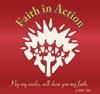 Faith in Action
I by my works, will show you my faith.